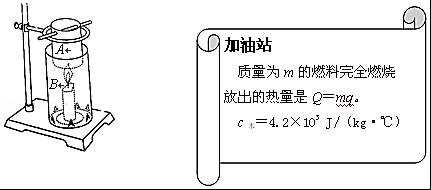 A
B
加油站
质量为 m 的燃料完全燃烧
放出的热量是 Q=mq。
c水=4.2×10³ J/(kg·℃)